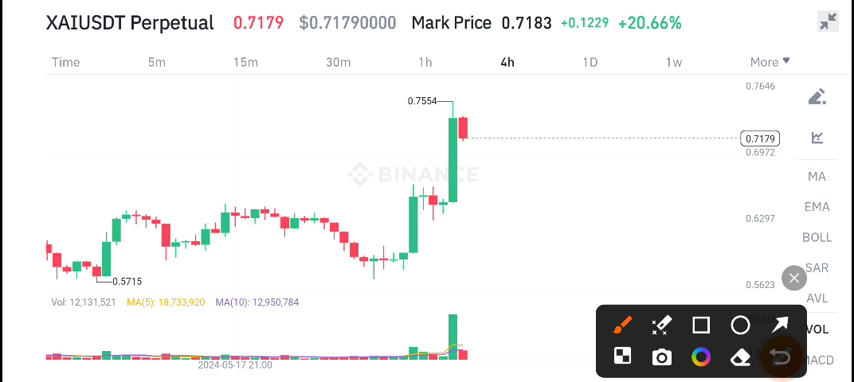 XAIUSDT Perpetual 0.7179 $0.71790000 Mark Price 0.7183 +0.1229 +20.66%
Time 5m 15m 30m 1h 4h 1D 1w More
0.7646
0.7554
0.7179
0.6972
BINANCE
MA
EMA
0.6297
BOLL
SAR
0.5715
0.5623
AVL
Vol: 12,131,521 MA(5): 18,733,920 MA(10): 12,950,784
VOL
MACD
2024-05-17 21:00